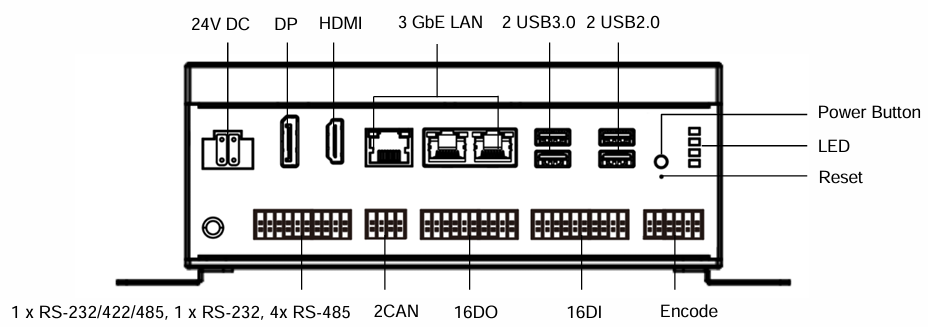 24V DC DP HDMI 3 GbE LAN 2 USB3.0 2 USB2.0
Power Button
LED
Reset
1 x RS-232/422/485, 1 x RS-232, 4x RS-485 2CAN 16DO 16DI Encode